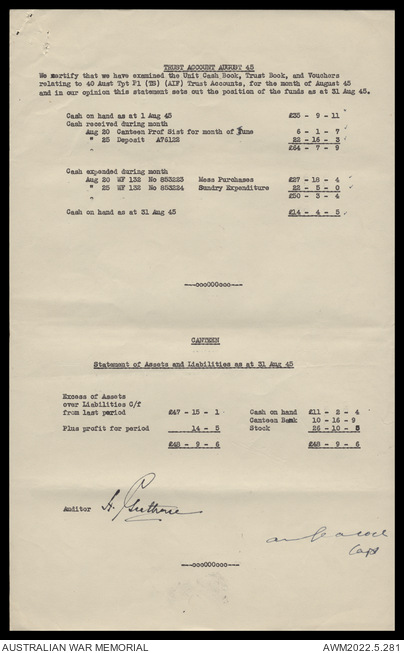 TRUST ACCOUNT AUGUST 45
We certify that we have examined the Unit Cash Book, Trust Book, and Vouchers
relating to 40 Aust Tpt Pl (TS) (AIF) Trust Accounts, for the month of August 45
and in our opinion this statement sets out the position of the funds as at 31 Aug 45.
Cash on hand as at 1 Aug 45 £35 - 9 - 11
Cash received during month
Aug 20 Canteen Prof Dist for month of June 6 - 1 - 7
" 25 Deposit A76122 22 - 16 - 3
" £64 - 7 - 9
Cash expended during month
Aug 20 WF 132 No 853223 Mess Purchases £27 - 18 - 4
" 25 WF 132 No 853224 Sundry Expenditure 22 - 5 - 0
" £50 - 3 - 4
Cash on hand as at 31 Aug 45 £14 - 4 - 5
---ooo000ooo---
CANTEEN
Statement of Assets and Liabilities as at 31 Aug 45
Excess of Assets
over Liabilities C/f
from last period £47 - 15 - 1 Cash on hand £11 - 2 - 4
Canteen Bank 10 - 16 - 9
Plus profit for period 14 - 5 Stock 26 - 10 - 5
£48 - 9 - 6 £48 - 9 - 6
Auditor H. Guthrie
Capt
---ooo000ooo---
AUSTRALIAN WAR MEMORIAL AWM2022.5.281